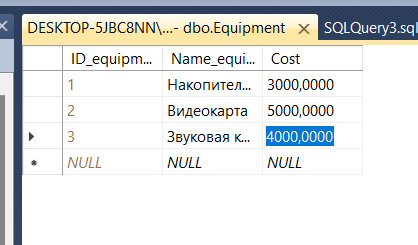 DESKTOP-5JBC8NN\...- dbo.Equipment SQLQuery3.sql
ID_equipm... Name_equi... Cost
1 Накопител... 3000,0000
2 Видеокарта 5000,0000
3 Звуковая к... 4000,0000
NULL NULL NULL